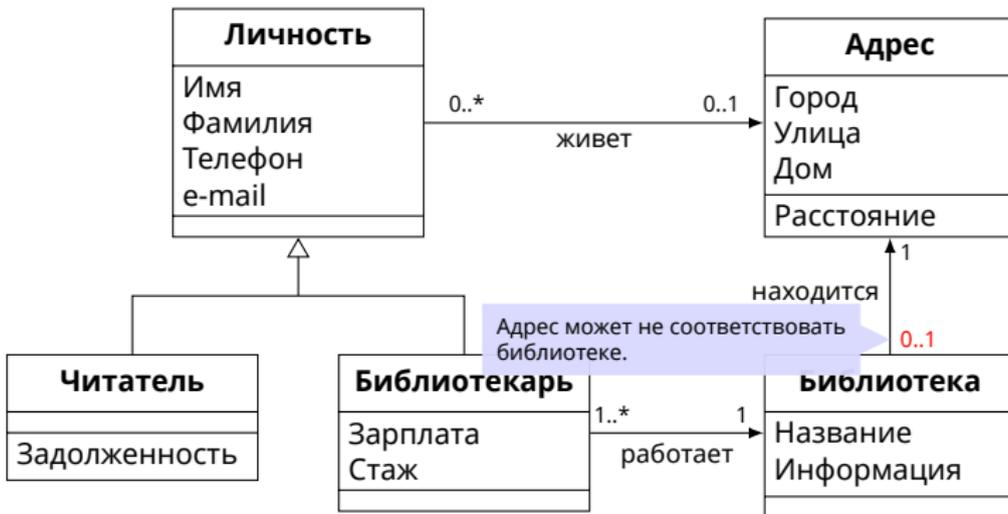 Личность
Имя
Фамилия
Телефон
e-mail
0..*
0..1
живет
Адрес
Город
Улица
Дом
Расстояние
1
находится
0..1
Адрес может не соответствовать
библиотеке.
Читатель
Задолженность
Библиотекарь
Зарплата
Стаж
1..*
1
работает
Библиотека
Название
Информация